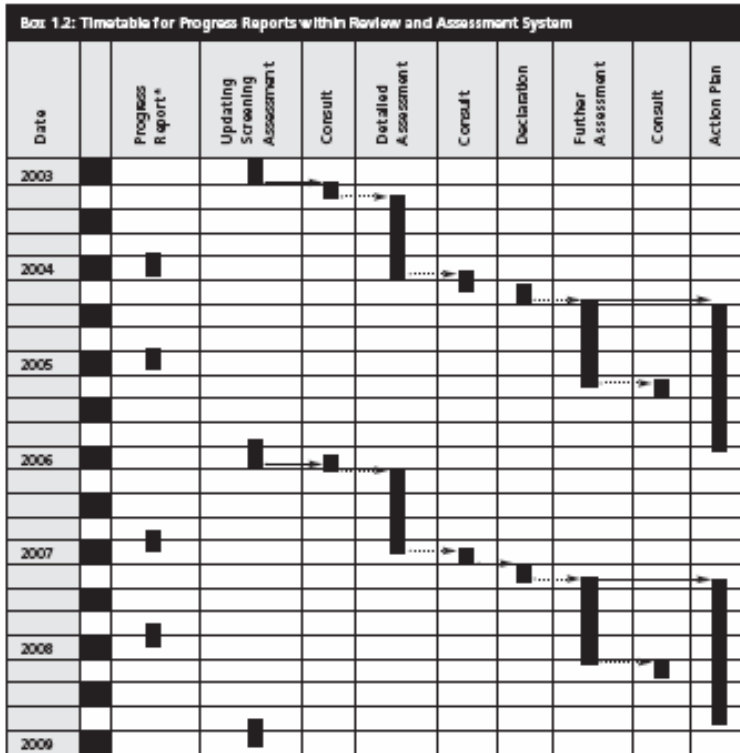 Box 1.2: Timetable for Progress Reports within Review and Assessment System
Date
Progress
Report*
Updating
Screening
Assessment
Consult
Detailed
Assessment
Consult
Declaration
Further
Assessment
Consult
Action Plan
2003
2004
2005
2006
2007
2008
2009